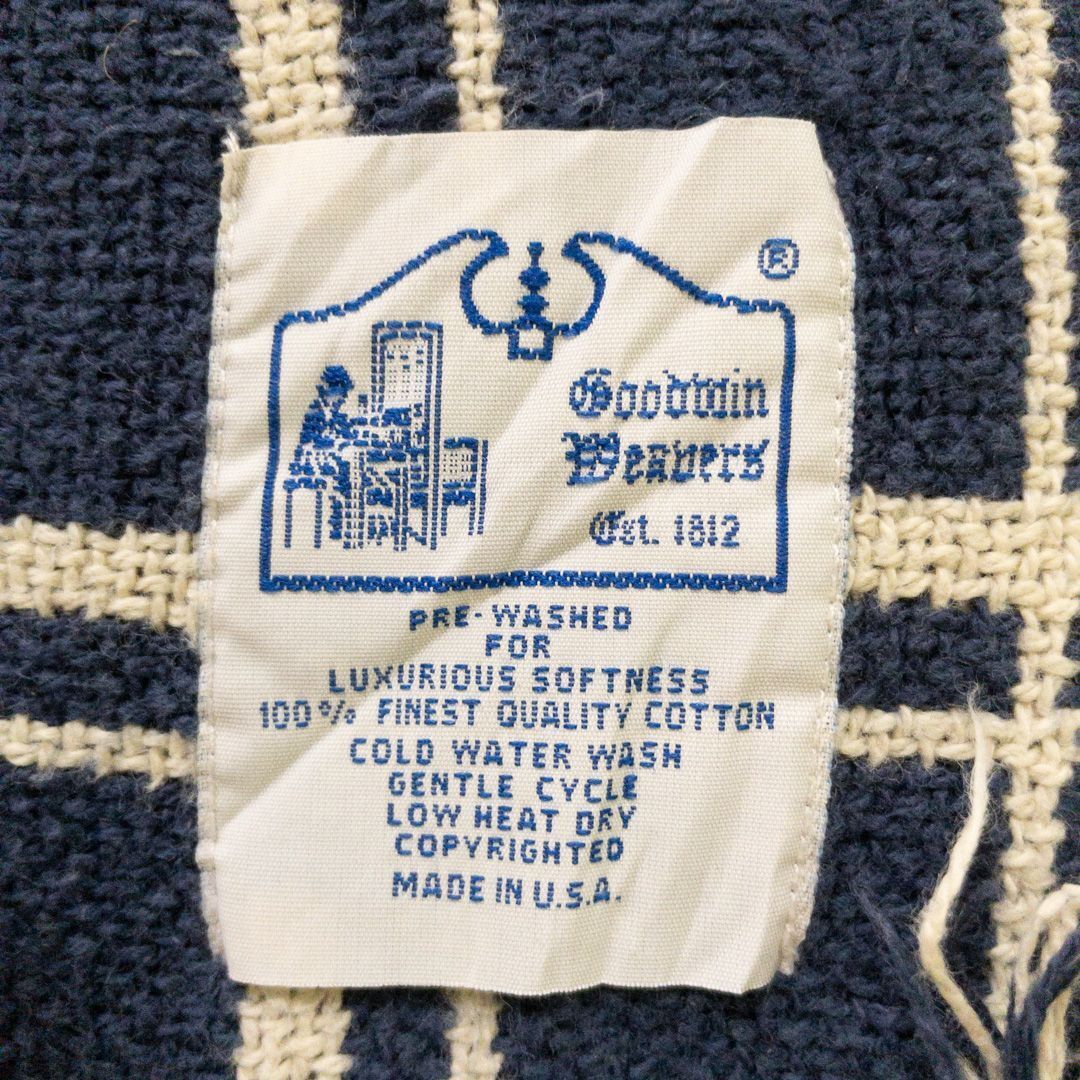 ®
Goodwin
Weavers
Est. 1812
PRE-WASHED
FOR
LUXURIOUS SOFTNESS
100% FINEST QUALITY COTTON
COLD WATER WASH
GENTLE CYCLE
LOW HEAT DRY
COPYRIGHTED
MADE IN U.S.A.